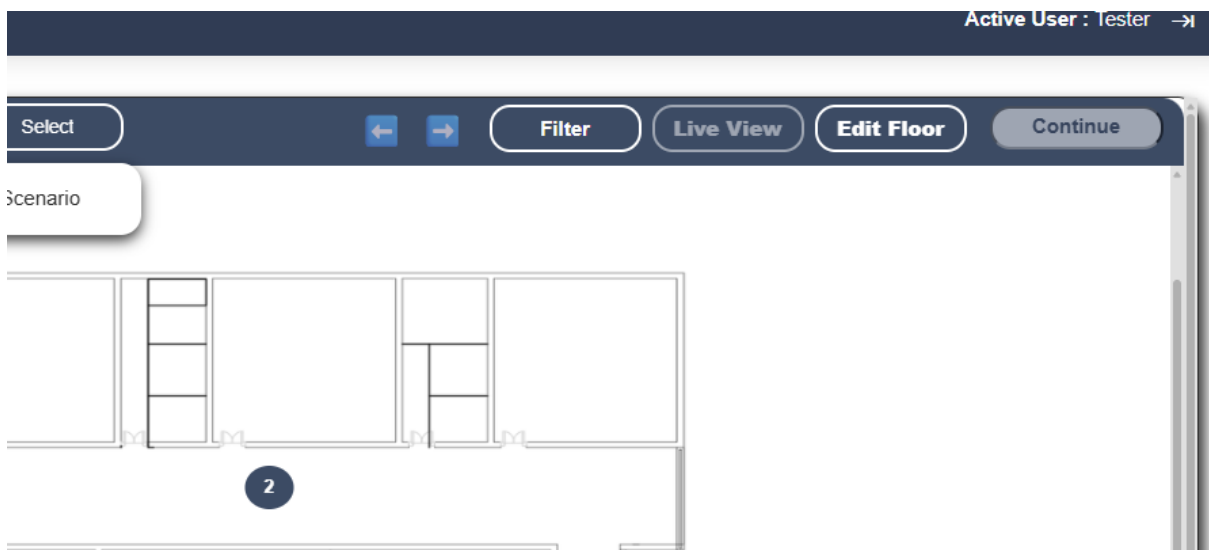 Active User : Tester
Select
Filter
Live View
Edit Floor
Continue
Scenario
2